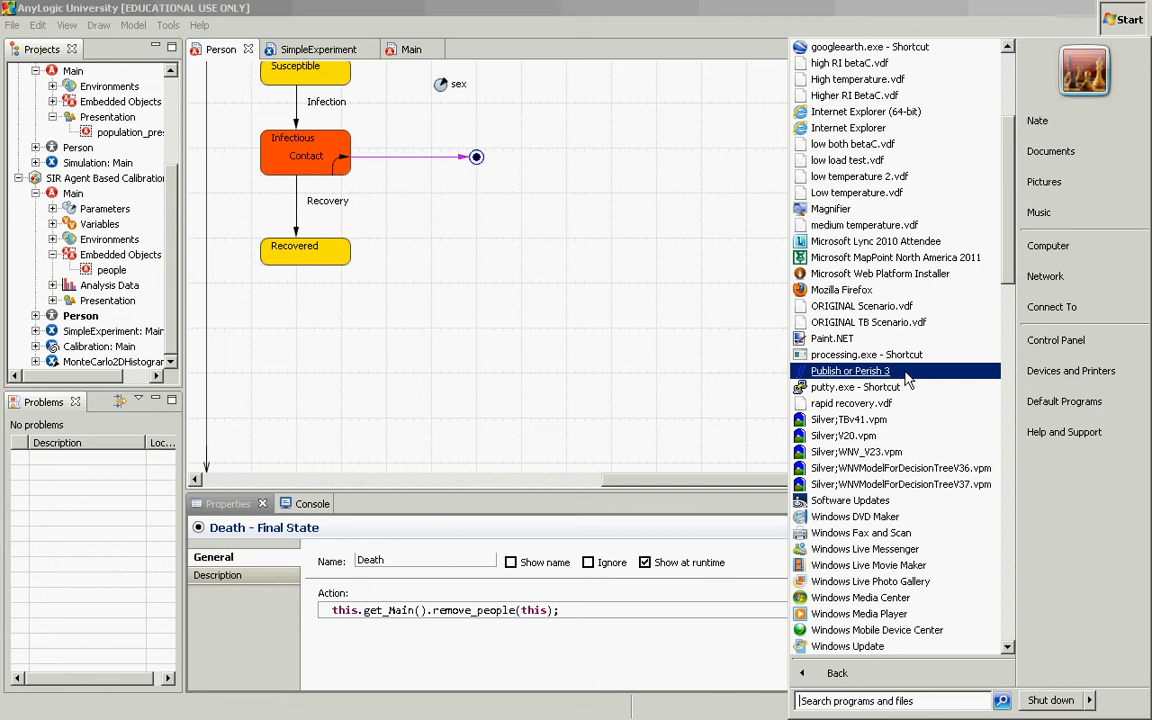 AnyLogic University [EDUCATIONAL USE ONLY]
File Edit View Draw Model Tools Help
Projects
Main
Environments
Embedded Objects
Presentation
population_pres
Person
Simulation: Main
SIR Agent Based Calibration
Main
Parameters
Variables
Environments
Embedded Objects
people
Analysis Data
Presentation
Person
SimpleExperiment: Main
Calibration: Main
MonteCarlo2DHistogram
Problems
No problems
Description Loc...
Person SimpleExperiment Main
Susceptible
sex
Infection
Infectious
Contact
Recovery
Recovered
Properties Console
Death - Final State
General
Description
Name: Death Show name Ignore Show at runtime
Action:
this.get_Main().remove_people(this);
Start
googleearth.exe - Shortcut
high RI betaC.vdf
High temperature.vdf
Higher RI BetaC.vdf
Internet Explorer (64-bit)
Internet Explorer
low both betaC.vdf
low load test.vdf
low temperature 2.vdf
Low temperature.vdf
Magnifier
medium temperature.vdf
Microsoft Lync 2010 Attendee
Microsoft MapPoint North America 2011
Microsoft Web Platform Installer
Mozilla Firefox
ORIGINAL Scenario.vdf
ORIGINAL TB Scenario.vdf
Paint.NET
processing.exe - Shortcut
Publish or Perish 3
putty.exe - Shortcut
rapid recovery.vdf
Silver;TBv41.vpm
Silver;V20.vpm
Silver;WNV_V23.vpm
Silver;WNVModelForDecisionTreeV36.vpm
Silver;WNVModelForDecisionTreeV37.vpm
Software Updates
Windows DVD Maker
Windows Fax and Scan
Windows Live Messenger
Windows Live Movie Maker
Windows Live Photo Gallery
Windows Media Center
Windows Media Player
Windows Mobile Device Center
Windows Update
Back
Search programs and files
Nate
Documents
Pictures
Music
Computer
Network
Connect To
Control Panel
Devices and Printers
Default Programs
Help and Support
Shut down